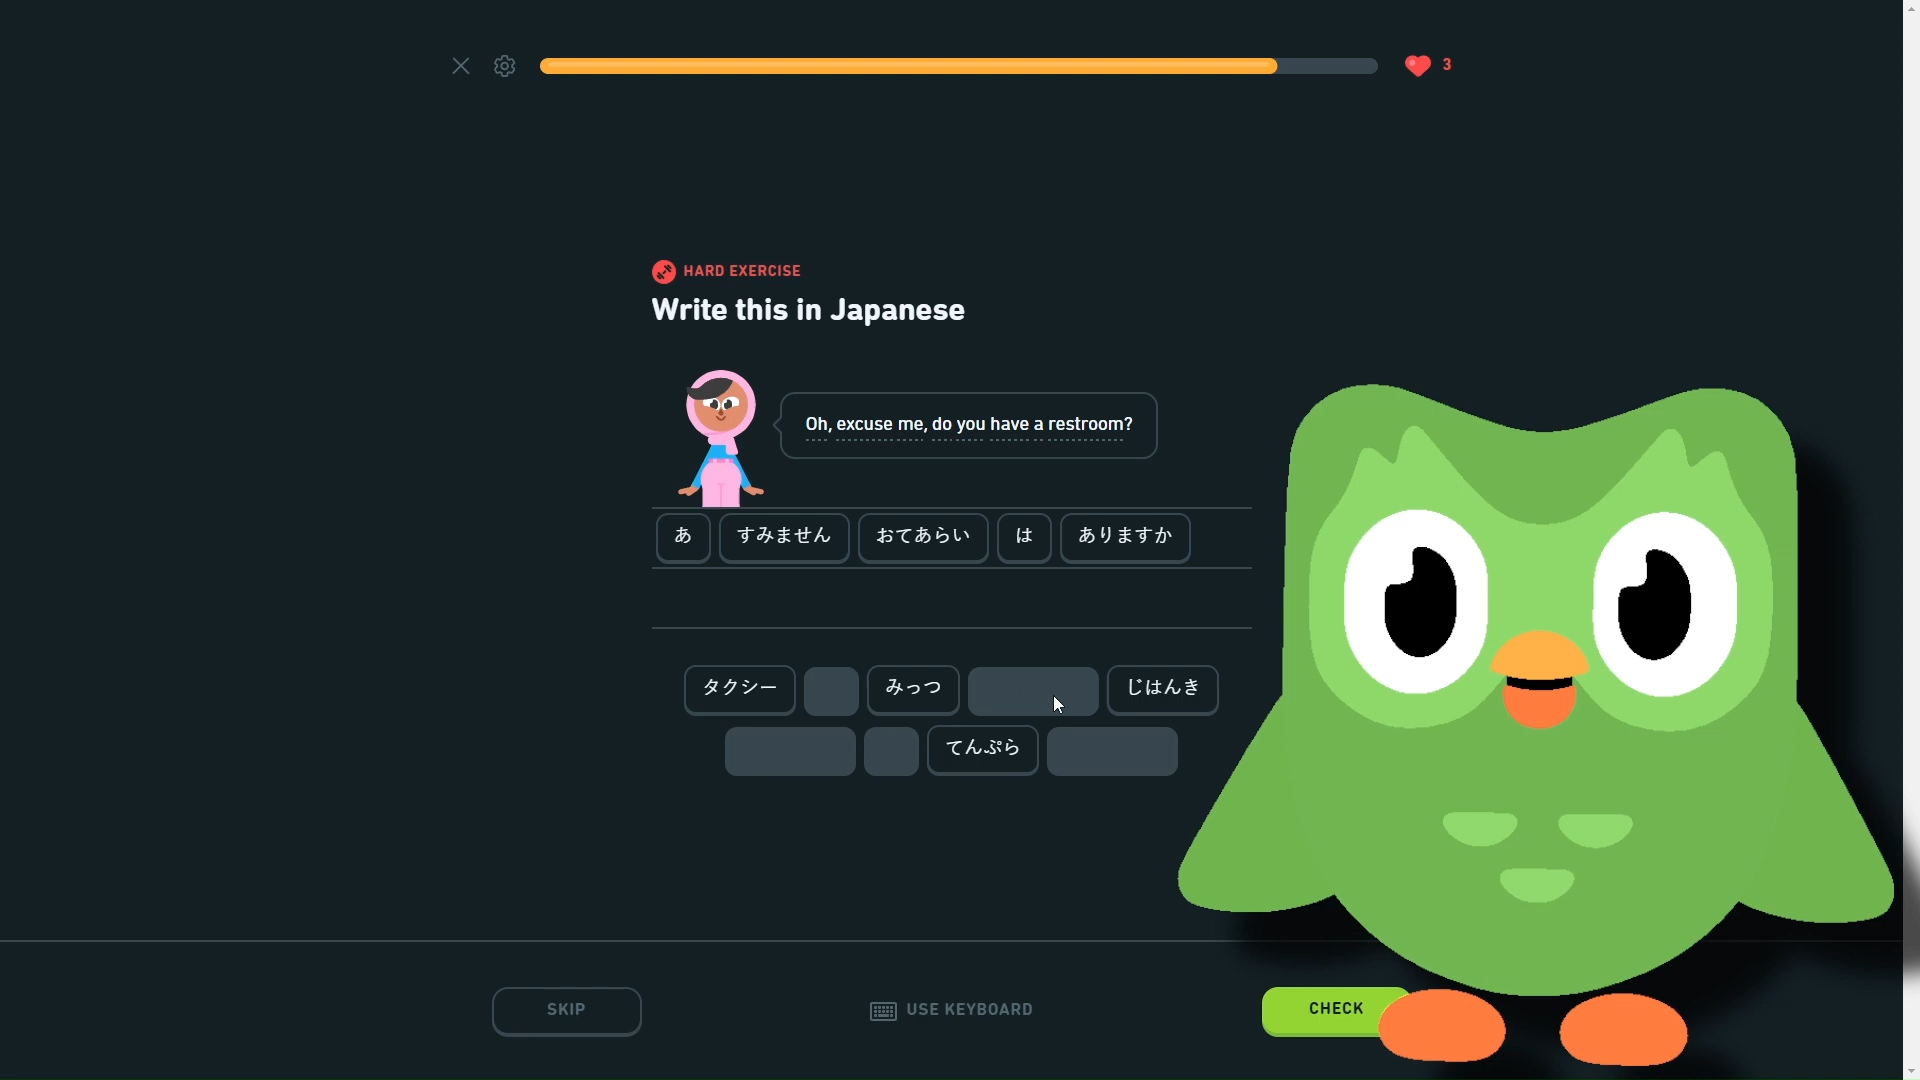 3
HARD EXERCISE
Write this in Japanese
Oh, excuse me, do you have a restroom?
あ すみません おてあらい は ありますか
タクシー みっつ じはんき
てんぷら
SKIP USE KEYBOARD CHECK